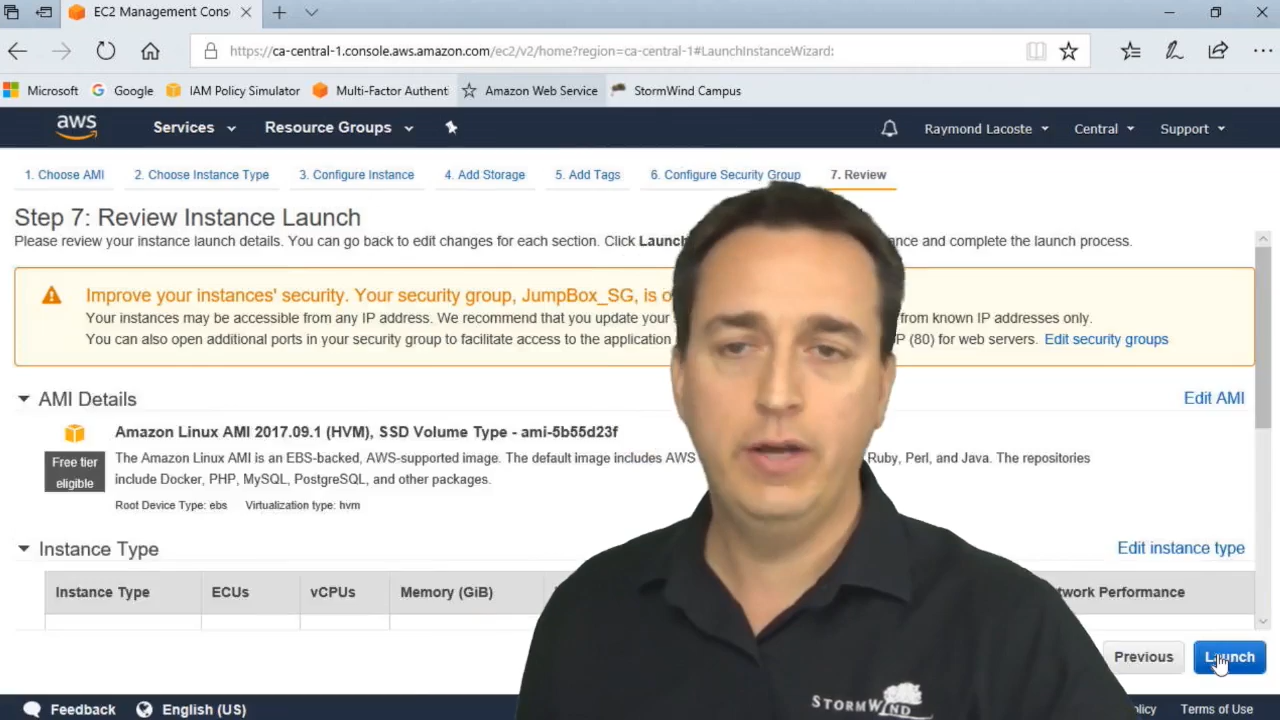 EC2 Management Cons
https://ca-central-1.console.aws.amazon.com/ec2/v2/home?region=ca-central-1#LaunchInstanceWizard:
Microsoft Google IAM Policy Simulator Multi-Factor Authenti Amazon Web Service StormWind Campus
aws Services Resource Groups Raymond Lacoste Central Support
1. Choose AMI 2. Choose Instance Type 3. Configure Instance 4. Add Storage 5. Add Tags 6. Configure Security Group 7. Review
Step 7: Review Instance Launch
Please review your instance launch details. You can go back to edit changes for each section. Click Launch ance and complete the launch process.
Improve your instances' security. Your security group, JumpBox_SG, is o
Your instances may be accessible from any IP address. We recommend that you update your from known IP addresses only.
You can also open additional ports in your security group to facilitate access to the application P (80) for web servers. Edit security groups
AMI Details Edit AMI
Amazon Linux AMI 2017.09.1 (HVM), SSD Volume Type - ami-5b55d23f
Free tier eligible
The Amazon Linux AMI is an EBS-backed, AWS-supported image. The default image includes AWS Ruby, Perl, and Java. The repositories
include Docker, PHP, MySQL, PostgreSQL, and other packages.
Root Device Type: ebs Virtualization type: hvm
Instance Type Edit instance type
Instance Type ECUs vCPUs Memory (GiB) twork Performance
Previous Launch
STORMWIND
Feedback English (US) olicy Terms of Use